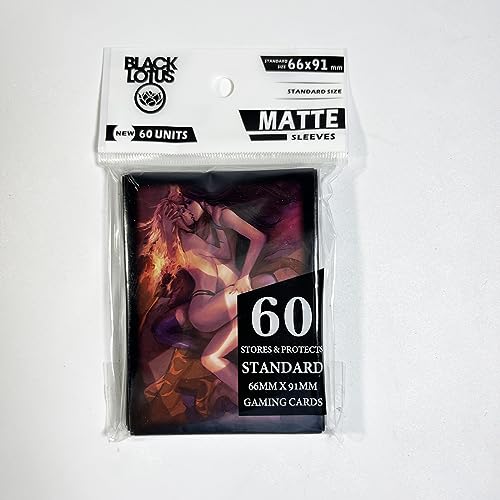 BLACK
LOTUS
NEW 60 UNITS
STANDARD
SIZE 66x91 mm
STANDARD SIZE
MATTE
SLEEVES
60
STORES & PROTECTS
STANDARD
66MM X 91MM
GAMING CARDS